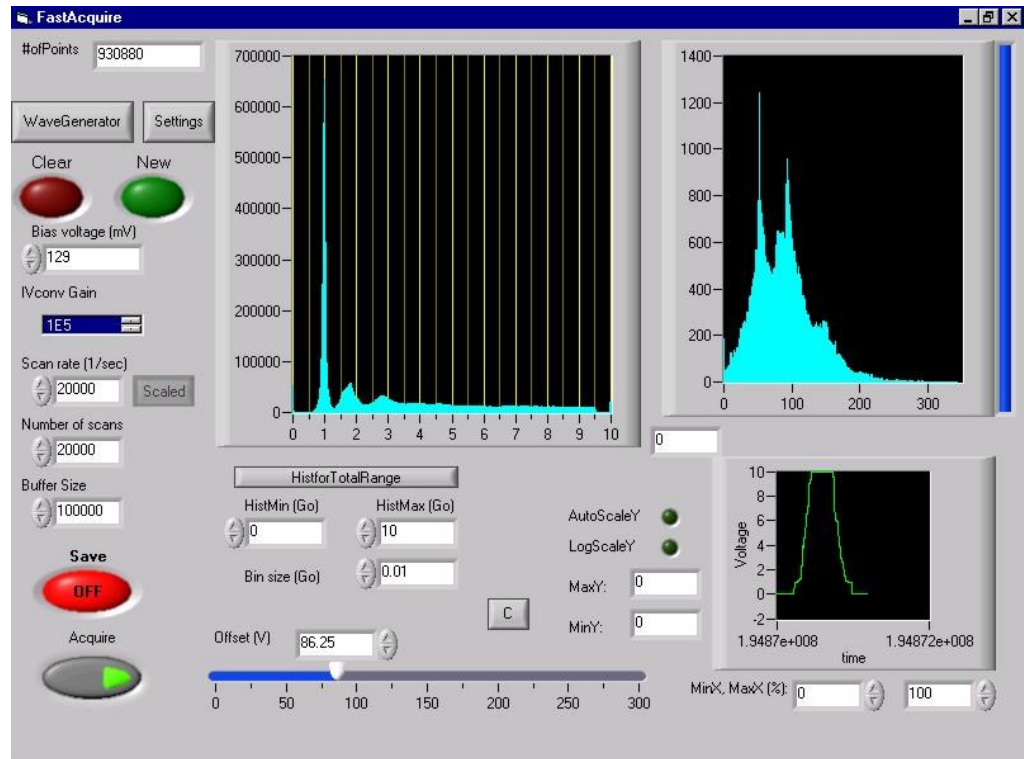 FastAcquire
#ofPoints 930880
WaveGenerator Settings
Clear New
Bias voltage (mV)
129
IVconv Gain
1E5
Scan rate (1/sec)
20000 Scaled
Number of scans
20000
Buffer Size
100000
Save
OFF
Acquire
700000
600000
500000
400000
300000
200000
100000
0
0 1 2 3 4 5 6 7 8 9 10
1400
1200
1000
800
600
400
200
0
0 100 200 300
0
HistforTotalRange
HistMin (Go) HistMax (Go)
0 10
Bin size (Go) 0.01
C
AutoScaleY
LogScaleY
MaxY: 0
MinY: 0
Offset (V) 86.25
0 50 100 150 200 250 300
Voltage
10
8
6
4
2
0
-2
1.9487e+008 1.94872e+008
time
MinX, MaxX (%): 0 100